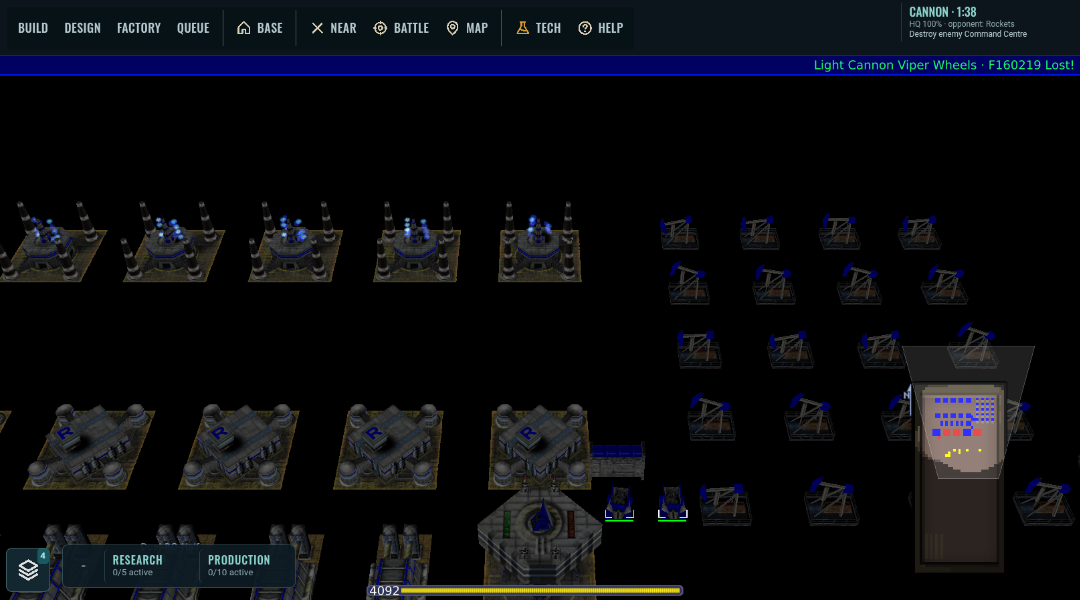 BUILD DESIGN FACTORY QUEUE BASE NEAR BATTLE MAP TECH HELP
CANNON · 1:38
HQ 100% · opponent: Rockets
Destroy enemy Command Centre
Light Cannon Viper Wheels · F160219 Lost!
R R R R
N
4
-
RESEARCH
0/5 active
PRODUCTION
0/10 active
4092